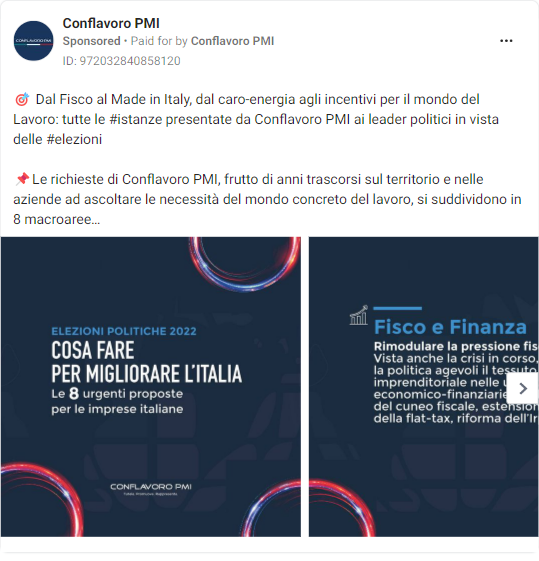 Conflavoro PMI
Sponsored • Paid for by Conflavoro PMI
ID: 972032840858120
🎯 Dal Fisco al Made in Italy, dal caro-energia agli incentivi per il mondo del
Lavoro: tutte le #istanze presentate da Conflavoro PMI ai leader politici in vista
delle #elezioni
📌Le richieste di Conflavoro PMI, frutto di anni trascorsi sul territorio e nelle
aziende ad ascoltare le necessità del mondo concreto del lavoro, si suddividono in
8 macroaree...
CONFLAVORO PMI
ELEZIONI POLITICHE 2022
COSA FARE
PER MIGLIORARE L'ITALIA
Le 8 urgenti proposte
per le imprese italiane
CONFLAVORO PMI
Fisco e Finanza
Rimodulare la pressione fis
Vista anche la crisi in corso,
la politica agevoli il tessuto
imprenditoriale nelle
economico-finanziarie
del cuneo fiscale, estension
della flat-tax, riforma dell'Ir